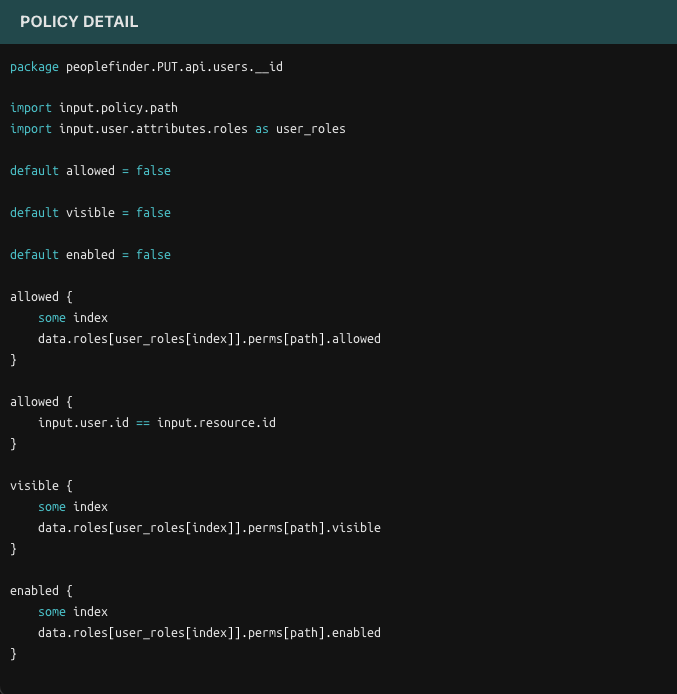 POLICY DETAIL
package peoplefinder.PUT.api.users.__id
import input.policy.path
import input.user.attributes.roles as user_roles
default allowed = false
default visible = false
default enabled = false
allowed {
    some index
    data.roles[user_roles[index]].perms[path].allowed
}
allowed {
    input.user.id == input.resource.id
}
visible {
    some index
    data.roles[user_roles[index]].perms[path].visible
}
enabled {
    some index
    data.roles[user_roles[index]].perms[path].enabled
}